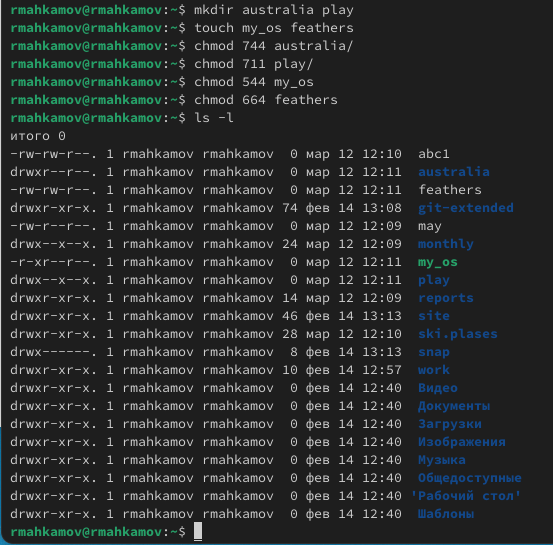 rmahkamov@rmahkamov:~$ mkdir australia play
rmahkamov@rmahkamov:~$ touch my_os feathers
rmahkamov@rmahkamov:~$ chmod 744 australia/
rmahkamov@rmahkamov:~$ chmod 711 play/
rmahkamov@rmahkamov:~$ chmod 544 my_os
rmahkamov@rmahkamov:~$ chmod 664 feathers
rmahkamov@rmahkamov:~$ ls -l
итого 0
-rw-rw-r--. 1 rmahkamov rmahkamov  0 мар 12 12:10  abc1
drwxr--r--. 1 rmahkamov rmahkamov  0 мар 12 12:11  australia
-rw-rw-r--. 1 rmahkamov rmahkamov  0 мар 12 12:11  feathers
drwxr-xr-x. 1 rmahkamov rmahkamov 74 фев 14 13:08  git-extended
-rw-r--r--. 1 rmahkamov rmahkamov  0 мар 12 12:09  may
drwx--x--x. 1 rmahkamov rmahkamov 24 мар 12 12:09  monthly
-r-xr--r--. 1 rmahkamov rmahkamov  0 мар 12 12:11  my_os
drwx--x--x. 1 rmahkamov rmahkamov  0 мар 12 12:11  play
drwxr-xr-x. 1 rmahkamov rmahkamov 14 мар 12 12:09  reports
drwxr-xr-x. 1 rmahkamov rmahkamov 46 фев 14 13:13  site
drwxr-xr-x. 1 rmahkamov rmahkamov 28 мар 12 12:10  ski.plases
drwx------. 1 rmahkamov rmahkamov  8 фев 14 13:13  snap
drwxr-xr-x. 1 rmahkamov rmahkamov 10 фев 14 12:57  work
drwxr-xr-x. 1 rmahkamov rmahkamov  0 фев 14 12:40  Видео
drwxr-xr-x. 1 rmahkamov rmahkamov  0 фев 14 12:40  Документы
drwxr-xr-x. 1 rmahkamov rmahkamov  0 фев 14 12:40  Загрузки
drwxr-xr-x. 1 rmahkamov rmahkamov  0 фев 14 12:40  Изображения
drwxr-xr-x. 1 rmahkamov rmahkamov  0 фев 14 12:40  Музыка
drwxr-xr-x. 1 rmahkamov rmahkamov  0 фев 14 12:40  Общедоступные
drwxr-xr-x. 1 rmahkamov rmahkamov  0 фев 14 12:40 'Рабочий стол'
drwxr-xr-x. 1 rmahkamov rmahkamov  0 фев 14 12:40  Шаблоны
rmahkamov@rmahkamov:~$